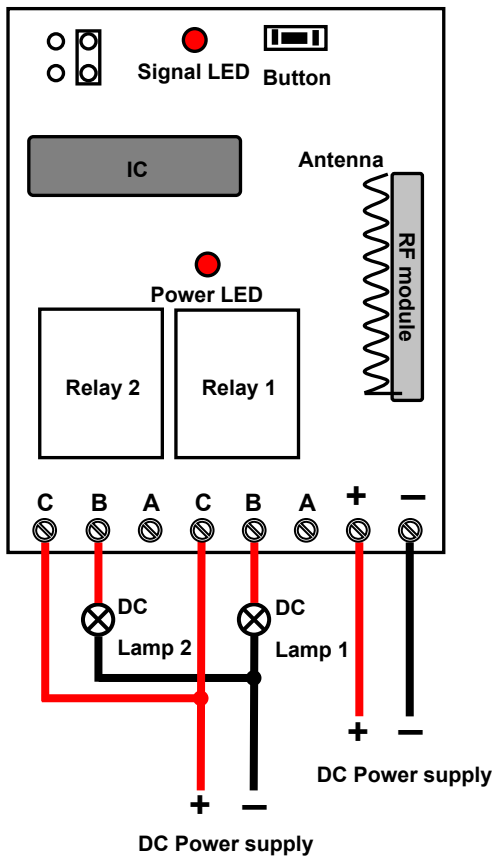 Signal LED
Button
IC
Antenna
RF module
Power LED
Relay 2
Relay 1
C B A C B A + −
DC
DC
Lamp 2
Lamp 1
+ −
DC Power supply
+ −
DC Power supply